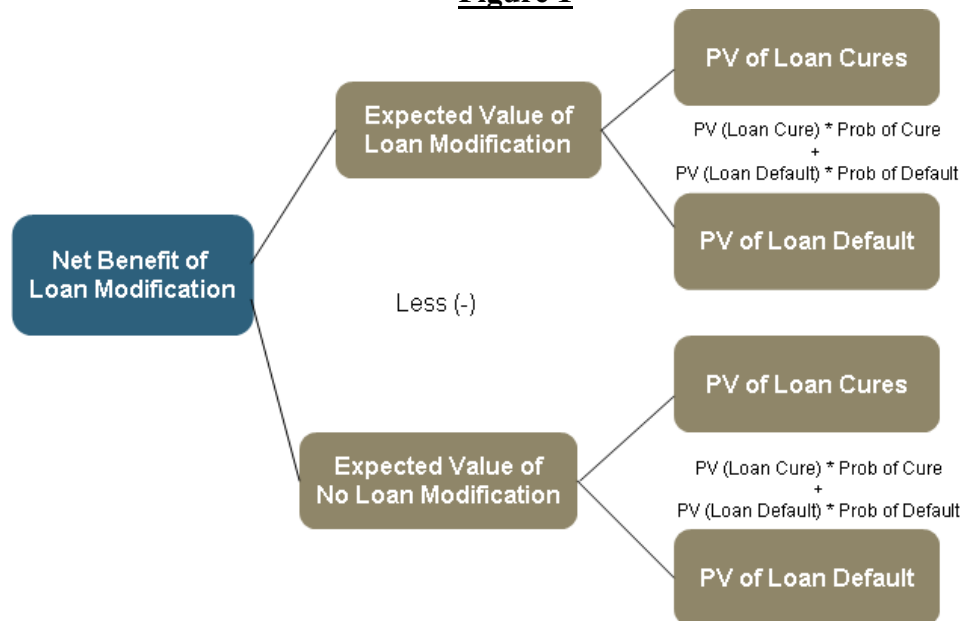 Figure 1
PV of Loan Cures
Expected Value of
Loan Modification
PV (Loan Cure) * Prob of Cure
+
PV (Loan Default) * Prob of Default
PV of Loan Default
Net Benefit of
Loan Modification
Less (-)
PV of Loan Cures
Expected Value of
No Loan Modification
PV (Loan Cure) * Prob of Cure
+
PV (Loan Default) * Prob of Default
PV of Loan Default